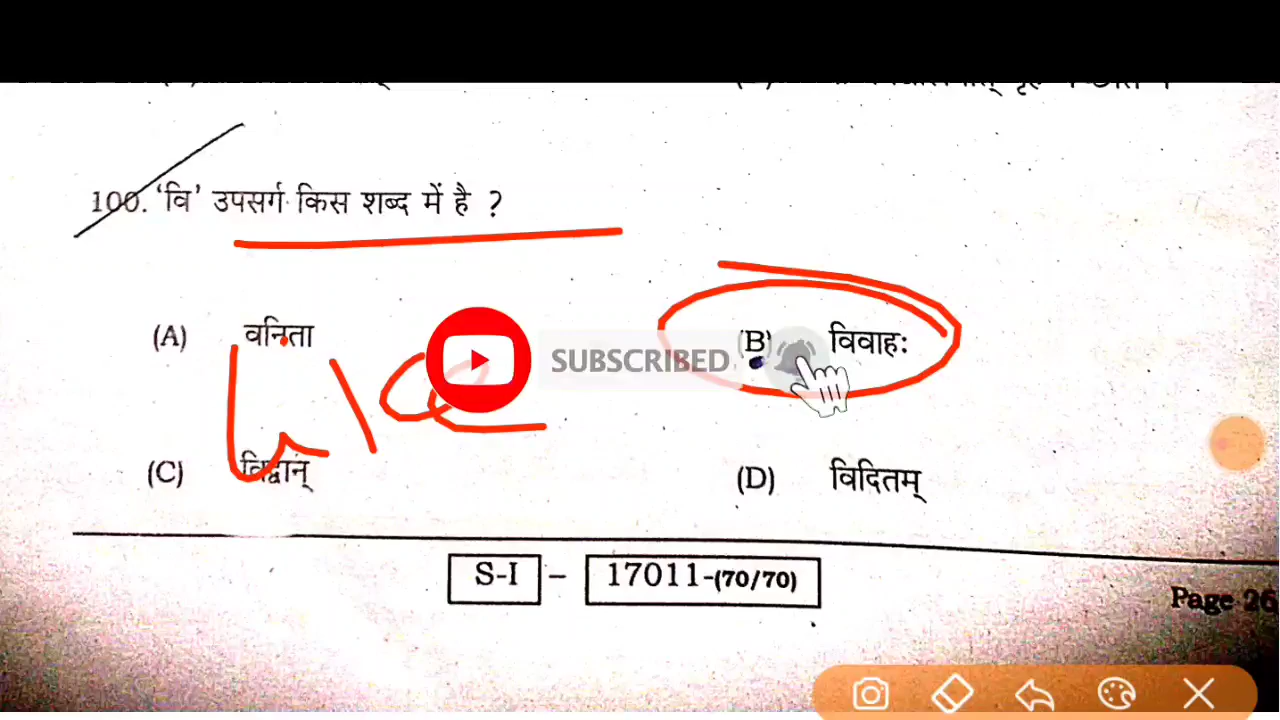 100. 'वि' उपसर्ग किस शब्द में है ?
(A) वनिता
SUBSCRIBED
(B) विवाहः
(C) विद्वान्
(D) विदितम्
S-I – 17011-(70/70)
Page 26